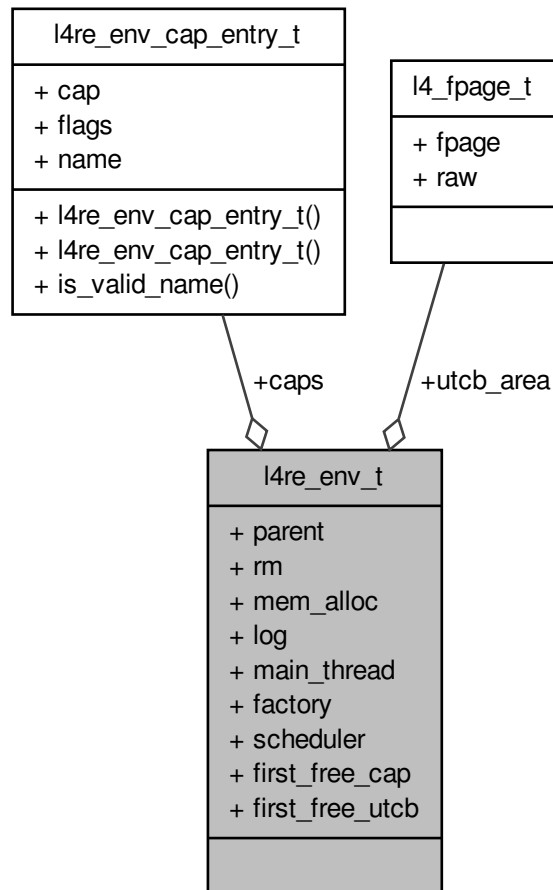 l4re_env_cap_entry_t
+ cap
+ flags
+ name
+ l4re_env_cap_entry_t()
+ l4re_env_cap_entry_t()
+ is_valid_name()
l4_fpage_t
+ fpage
+ raw
+caps
+utcb_area
l4re_env_t
+ parent
+ rm
+ mem_alloc
+ log
+ main_thread
+ factory
+ scheduler
+ first_free_cap
+ first_free_utcb